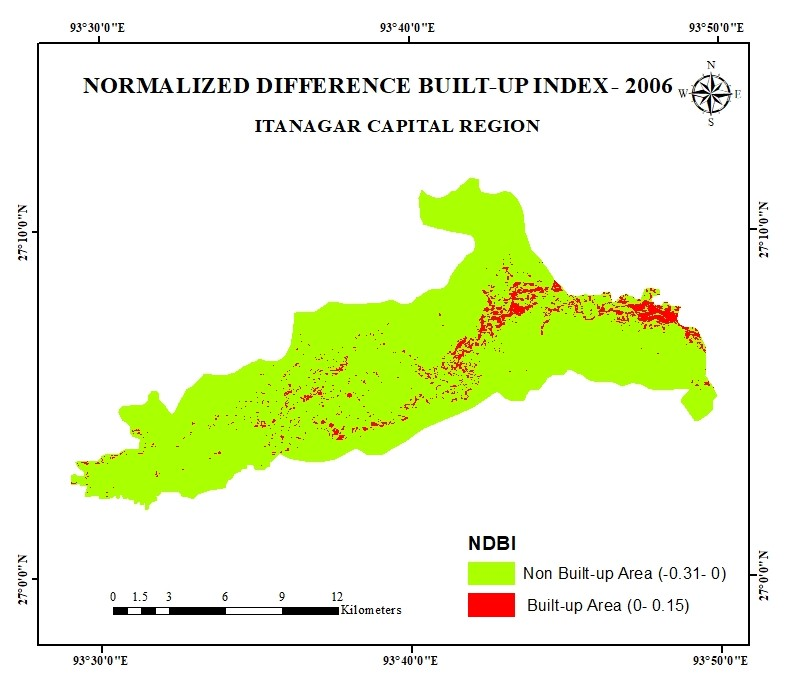 93°30'0"E 93°40'0"E 93°50'0"E
NORMALIZED DIFFERENCE BUILT-UP INDEX - 2006
ITANAGAR CAPITAL REGION
N
W E
S
27°10'0"N 27°10'0"N
NDBI
Non Built-up Area (-0.31- 0)
Built-up Area (0- 0.15)
27°0'0"N 27°0'0"N
0 1.5 3 6 9 12
Kilometers
93°30'0"E 93°40'0"E 93°50'0"E